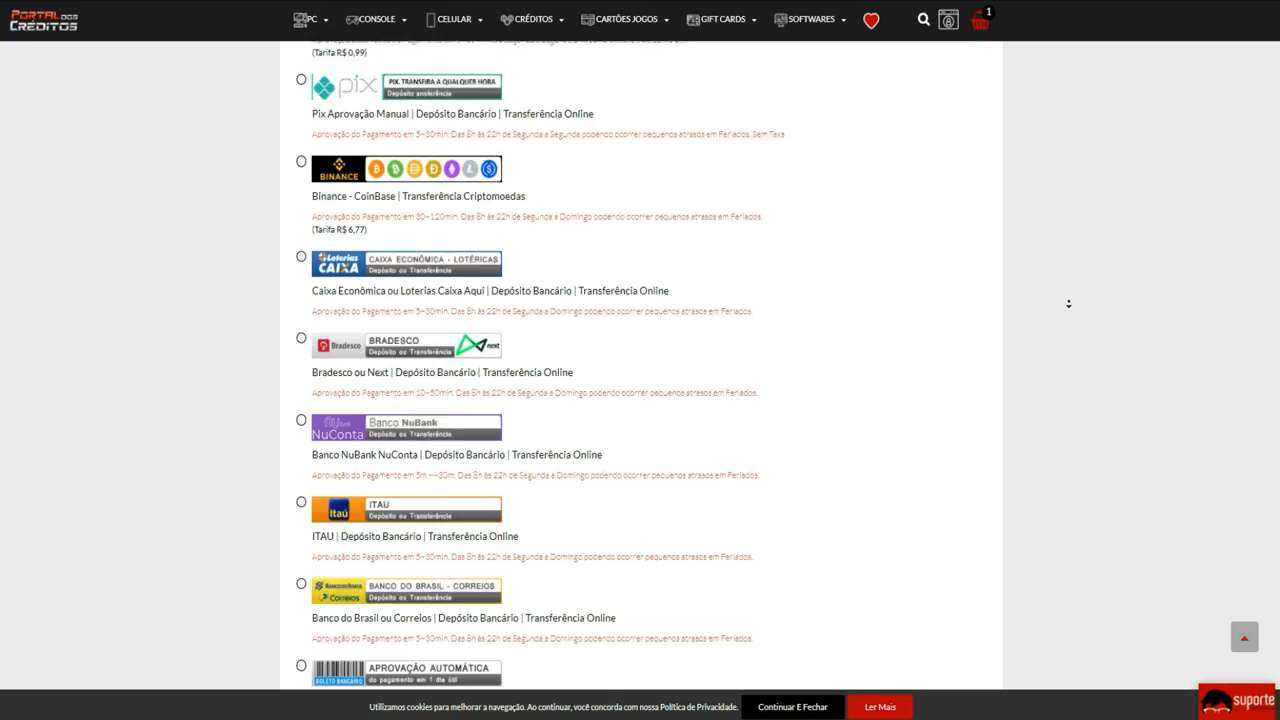 PORTAL DOS CRÉDITOS
PC
CONSOLE
CELULAR
CRÉDITOS
CARTÕES JOGOS
GIFT CARDS
SOFTWARES
1
(Tarifa R$ 0,99)
pix
PIX. TRANSFIRA A QUALQUER HORA
Depósito
Pix Aprovação Manual | Depósito Bancário | Transferência Online
Aprovação do Pagamento em 5~30min. Das 8h às 22h de Segunda a Segunda podendo ocorrer pequenos atrasos em Feriados. Sem Taxa
BINANCE
Binance - CoinBase | Transferência Criptomoedas
Aprovação do Pagamento em 30~120min. Das 8h às 22h de Segunda a Domingo podendo ocorrer pequenos atrasos em Feriados.
(Tarifa R$ 6,77)
Loterias CAIXA
CAIXA ECONÔMICA - LOTÉRICAS
Depósito ou Transferência
Caixa Econômica ou Loterias Caixa Aqui | Depósito Bancário | Transferência Online
Aprovação do Pagamento em 5~30min. Das 8h às 22h de Segunda a Domingo podendo ocorrer pequenos atrasos em Feriados.
Bradesco
BRADESCO
Depósito ou Transferência
next
Bradesco ou Next | Depósito Bancário | Transferência Online
Aprovação do Pagamento em 10~50min. Das 8h às 22h de Segunda a Domingo podendo ocorrer pequenos atrasos em Feriados.
NuConta
Banco NuBank
Depósito ou Transferência
Banco NuBank NuConta | Depósito Bancário | Transferência Online
Aprovação do Pagamento em 5m ~~30m. Das 8h às 22h de Segunda a Domingo podendo ocorrer pequenos atrasos em Feriados.
Itaú
ITAU
Depósito ou Transferência
ITAU | Depósito Bancário | Transferência Online
Aprovação do Pagamento em 5~30min. Das 8h às 22h de Segunda a Domingo podendo ocorrer pequenos atrasos em Feriados.
BANCO DO BRASIL
Correios
BANCO DO BRASIL - CORREIOS
Depósito ou Transferência
Banco do Brasil ou Correios | Depósito Bancário | Transferência Online
Aprovação do Pagamento em 5~30min. Das 8h às 22h de Segunda a Domingo podendo ocorrer pequenos atrasos em Feriados.
BOLETO BANCÁRIO
APROVAÇÃO AUTOMÁTICA
do pagamento em 1 dia útil
Utilizamos cookies para melhorar a navegação. Ao continuar, você concorda com nossa Política de Privacidade.
Continuar E Fechar
Ler Mais
suporte